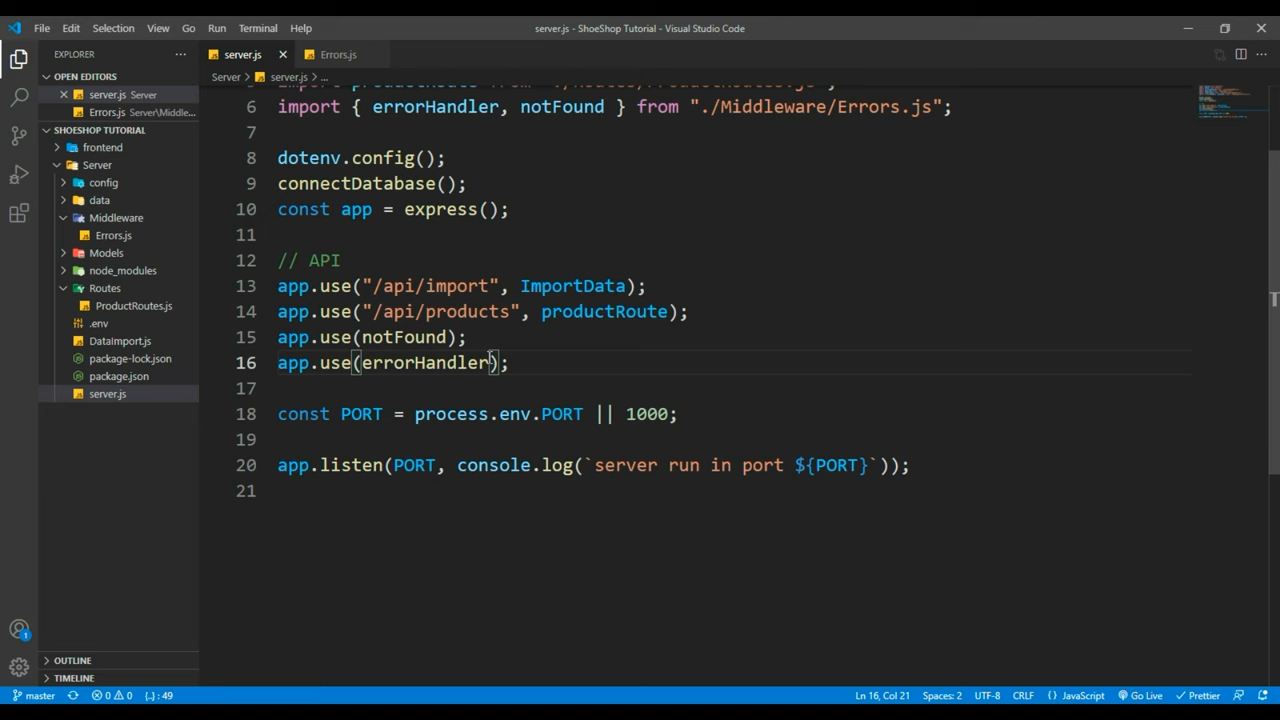 File Edit Selection View Go Run Terminal Help
server.js - ShoeShop Tutorial - Visual Studio Code
EXPLORER
OPEN EDITORS
server.js Server
Errors.js Server\Middle...
SHOESHOP TUTORIAL
frontend
Server
config
data
Middleware
Errors.js
Models
node_modules
Routes
ProductRoutes.js
.env
DataImport.js
package-lock.json
package.json
server.js
OUTLINE
TIMELINE
server.js
Errors.js
Server > server.js > ...
6 import { errorHandler, notFound } from "./Middleware/Errors.js";
7
8 dotenv.config();
9 connectDatabase();
10 const app = express();
11
12 // API
13 app.use("/api/import", ImportData);
14 app.use("/api/products", productRoute);
15 app.use(notFound);
16 app.use(errorHandler);
17
18 const PORT = process.env.PORT || 1000;
19
20 app.listen(PORT, console.log(`server run in port ${PORT}`));
21
1
master 0 0 {..} : 49
Ln 16, Col 21 Spaces: 2 UTF-8 CRLF {} JavaScript Go Live Prettier